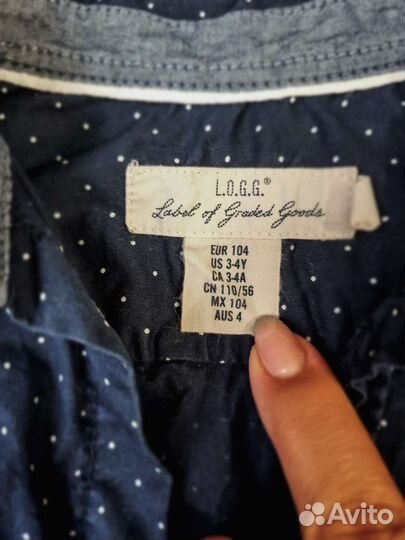 L.O.G.G.®
Label of Graded Goods
EUR 104
US 3-4Y
CA 3-4A
CN 110/56
MX 104
AUS 4
Avito